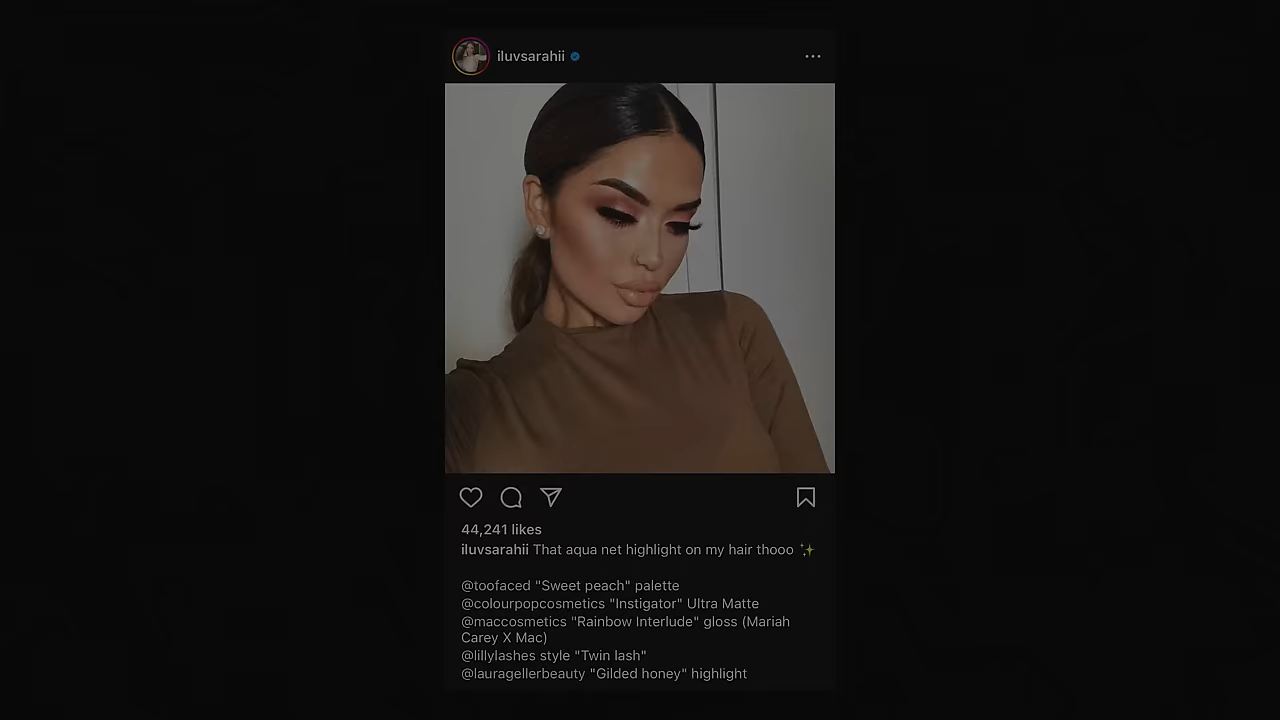 iluvsarahii
44,241 likes
iluvsarahii That aqua net highlight on my hair thooo ✨
@toofaced "Sweet peach" palette
@colourpopcosmetics "Instigator" Ultra Matte
@maccosmetics "Rainbow Interlude" gloss (Mariah
Carey X Mac)
@lillylashes style "Twin lash"
@lauragellerbeauty "Gilded honey" highlight